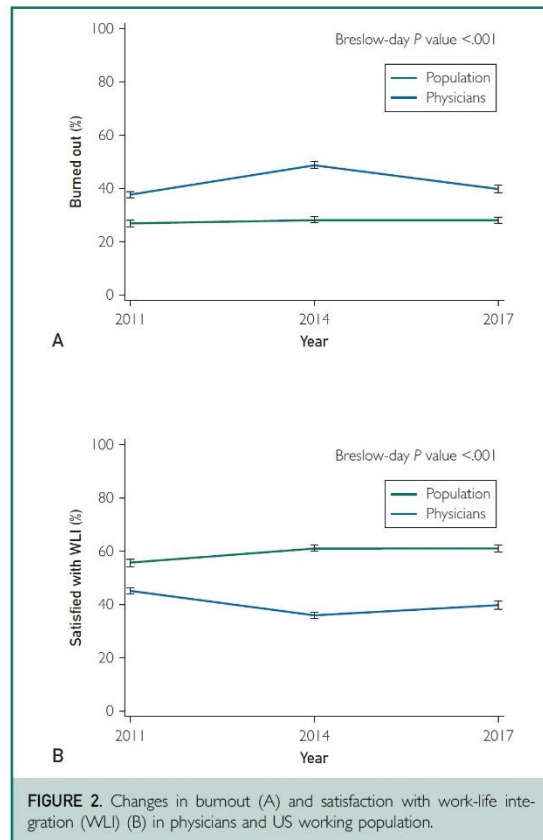 100
Breslow-day P value <.001
80
Population
Physicians
60
Burned out (%)
40
20
0
2011
2014
2017
A
Year
100
Breslow-day P value <.001
80
Population
Physicians
60
Satisfied with WLI (%)
40
20
0
2011
2014
2017
B
Year
FIGURE 2. Changes in burnout (A) and satisfaction with work-life inte-
gration (WLI) (B) in physicians and US working population.